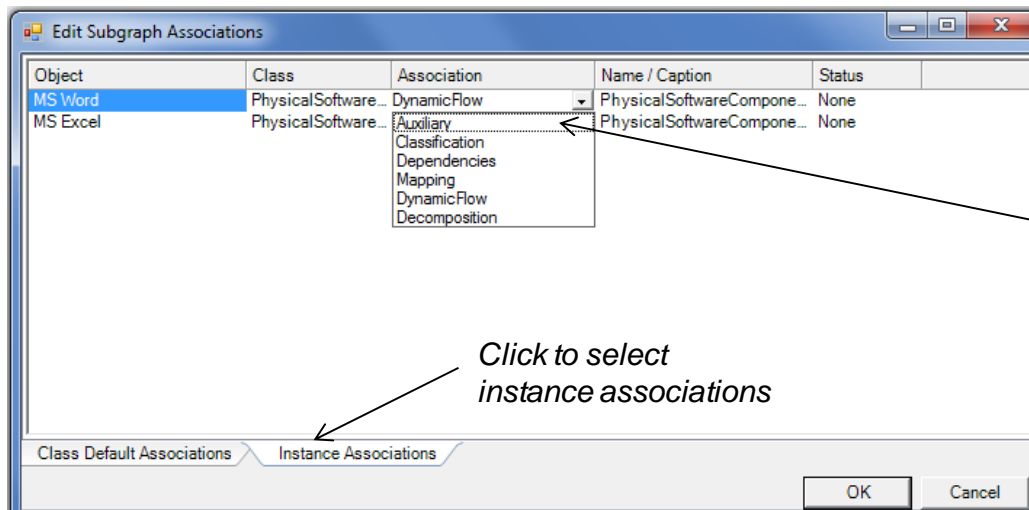 Edit Subgraph Associations
Object Class Association Name / Caption Status
MS Word PhysicalSoftware... DynamicFlow PhysicalSoftwareCompone... None
MS Excel PhysicalSoftware... Auxiliary PhysicalSoftwareCompone... None
Classification
Dependencies
Mapping
DynamicFlow
Decomposition
Click to select
instance associations
Class Default Associations Instance Associations
OK Cancel